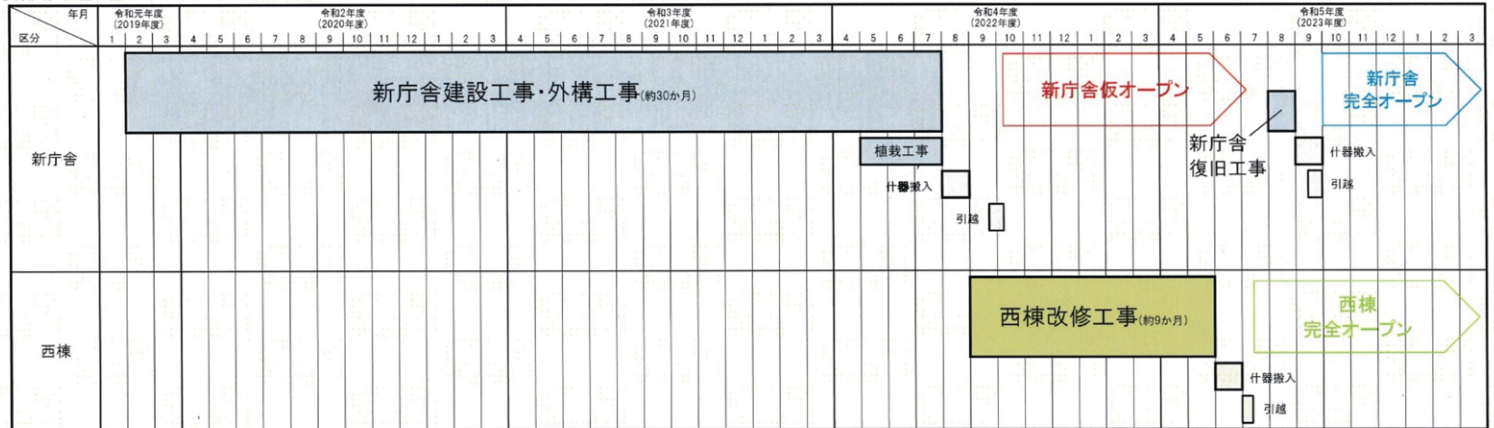 年月
区分
令和元年度
(2019年度)
令和2年度
(2020年度)
令和3年度
(2021年度)
令和4年度
(2022年度)
令和5年度
(2023年度)
1 2 3 4 5 6 7 8 9 10 11 12 1 2 3 4 5 6 7 8 9 10 11 12 1 2 3 4 5 6 7 8 9 10 11 12 1 2 3 4 5 6 7 8 9 10 11 12 1 2 3
新庁舎
新庁舎建設工事・外構工事(約30か月)
新庁舎仮オープン
新庁舎
完全オープン
植栽工事
新庁舎
復旧工事
什器搬入
什器搬入
引越
引越
西棟
西棟改修工事(約9か月)
西棟
完全オープン
什器搬入
引越